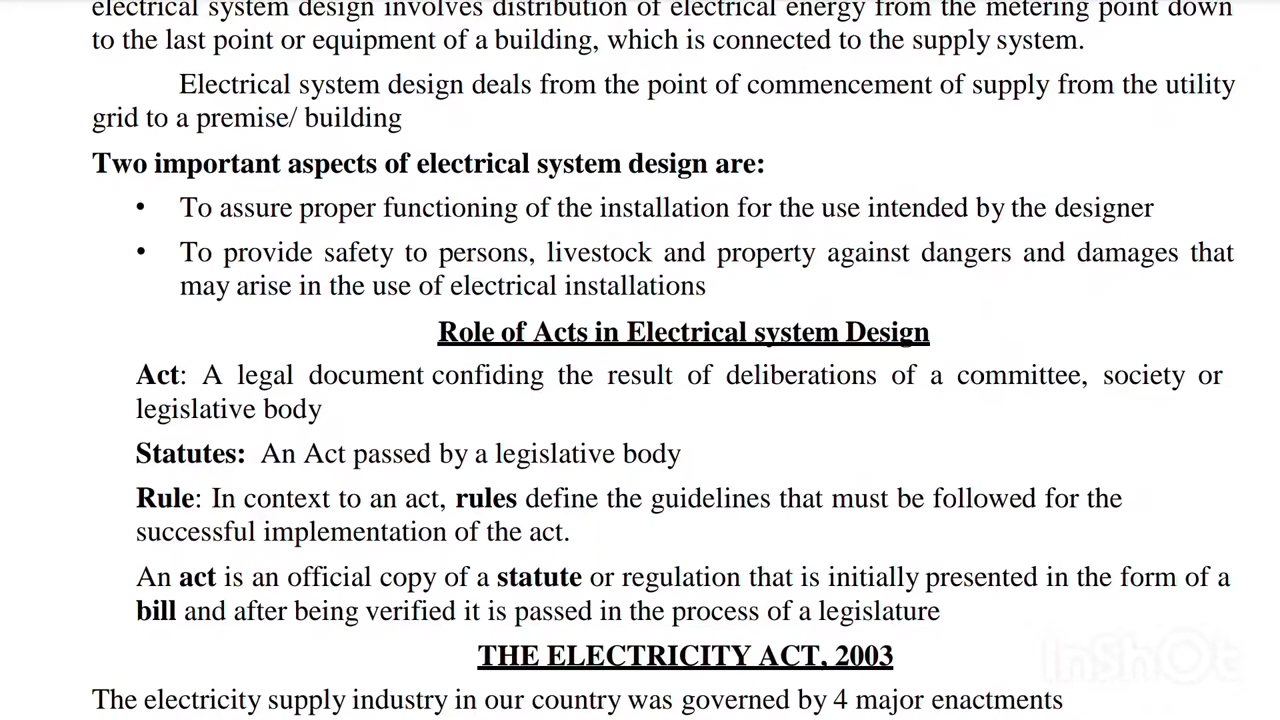 electrical system design involves distribution of electrical energy from the metering point down
to the last point or equipment of a building, which is connected to the supply system.
Electrical system design deals from the point of commencement of supply from the utility
grid to a premise/ building
Two important aspects of electrical system design are:
• To assure proper functioning of the installation for the use intended by the designer
• To provide safety to persons, livestock and property against dangers and damages that
may arise in the use of electrical installations
Role of Acts in Electrical system Design
Act: A legal document confiding the result of deliberations of a committee, society or
legislative body
Statutes: An Act passed by a legislative body
Rule: In context to an act, rules define the guidelines that must be followed for the
successful implementation of the act.
An act is an official copy of a statute or regulation that is initially presented in the form of a
bill and after being verified it is passed in the process of a legislature
InShOt
THE ELECTRICITY ACT, 2003
The electricity supply industry in our country was governed by 4 major enactments